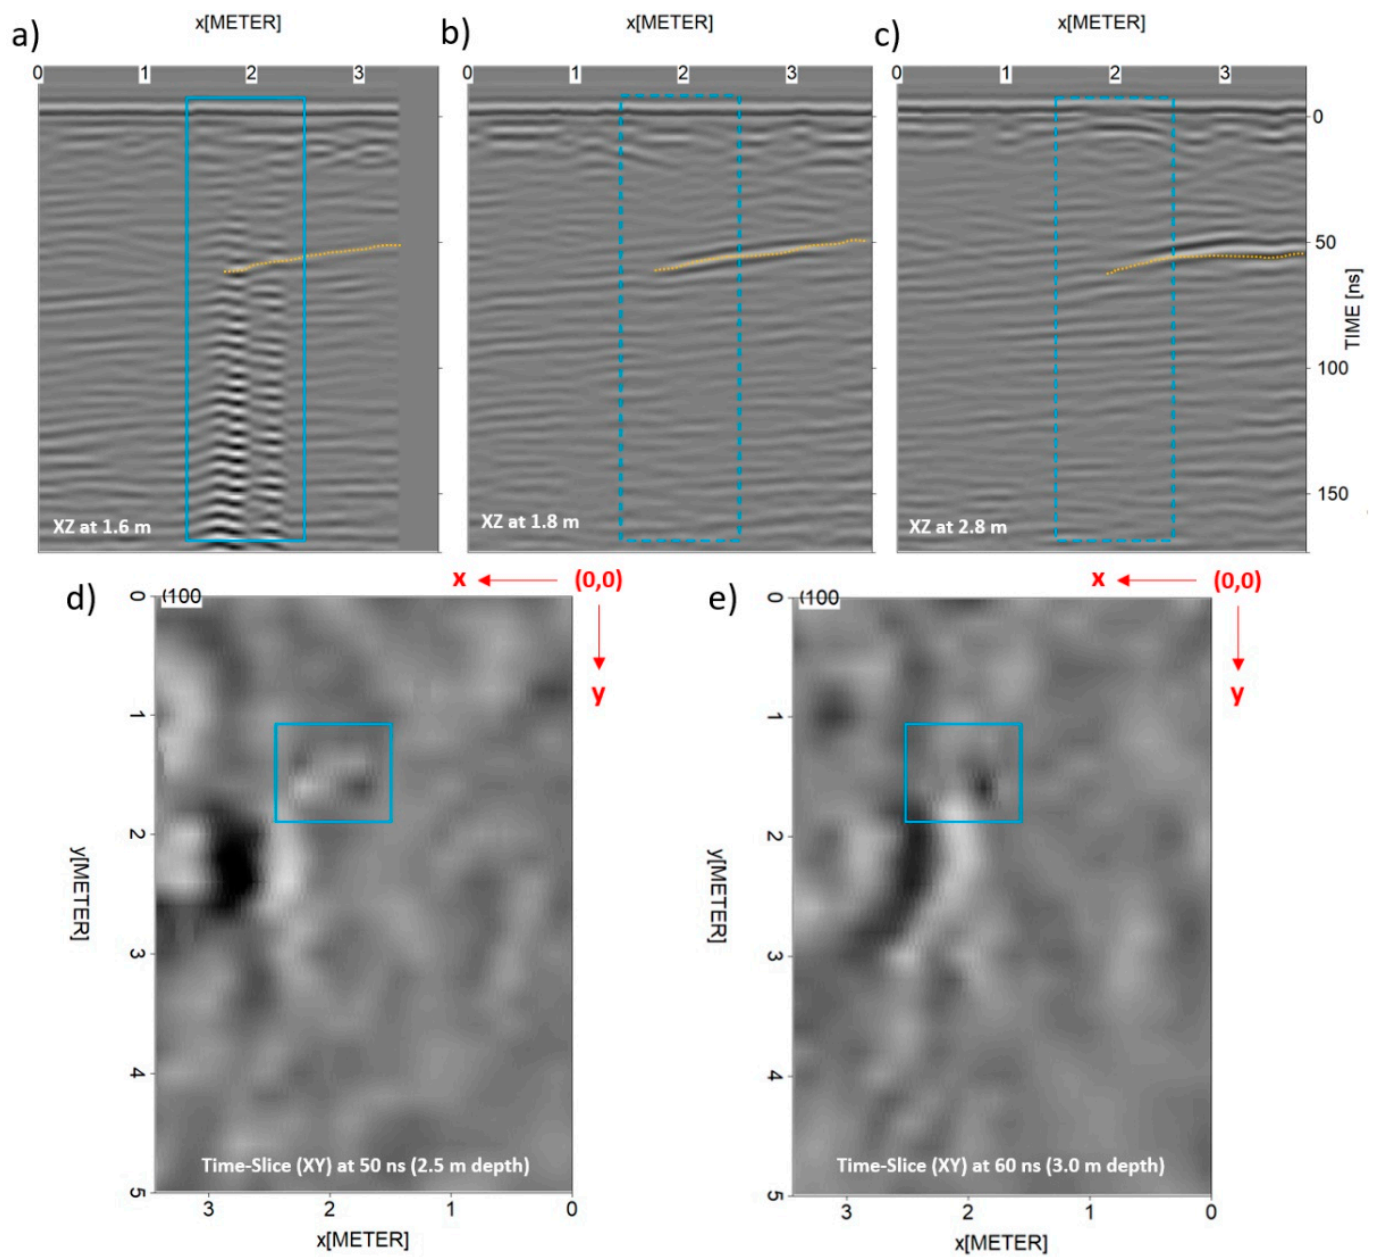 a)
x[METER]
b)
x[METER]
c)
x[METER]
0 1 2 3
0 1 2 3
0 1 2 3
0
50
100
150
TIME [ns]
XZ at 1.6 m
XZ at 1.8 m
XZ at 2.8 m
d)
x
(0,0)
y
(100
0
1
2
3
4
5
y[METER]
Time-Slice (XY) at 50 ns (2.5 m depth)
3 2 1 0
x[METER]
e)
x
(0,0)
y
(100
0
1
2
3
4
5
y[METER]
Time-Slice (XY) at 60 ns (3.0 m depth)
3 2 1 0
x[METER]